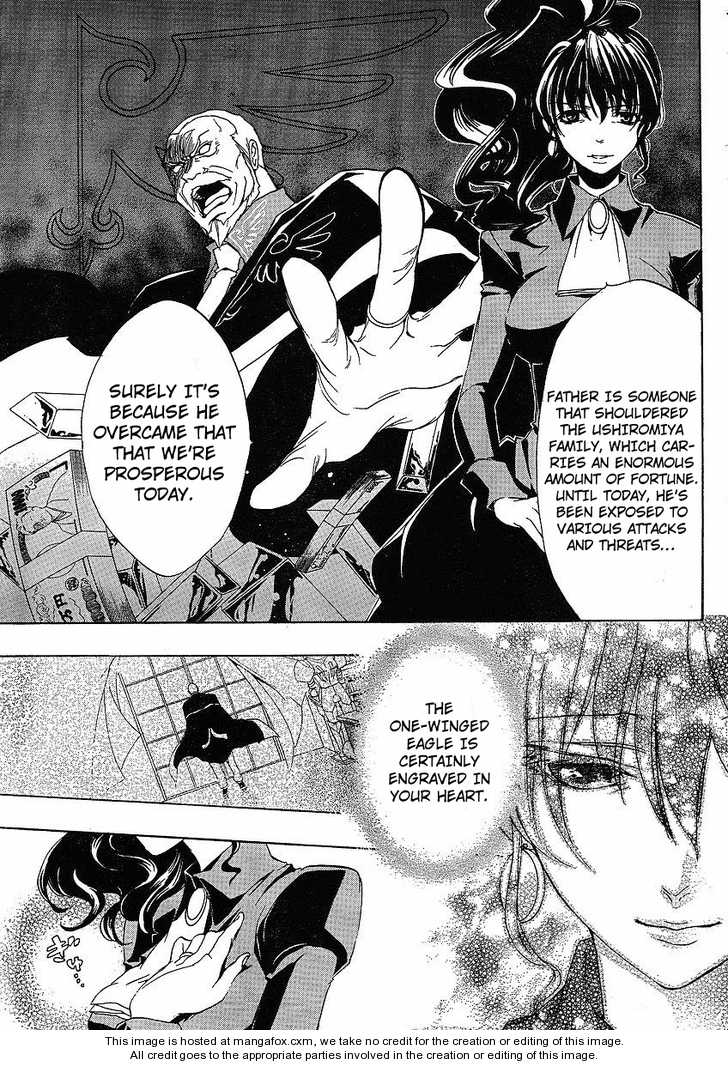 FATHER IS SOMEONE
THAT SHOULDERED
THE USHIROMIYA
FAMILY, WHICH CAR-
RIES AN ENORMOUS
AMOUNT OF FORTUNE.
UNTIL TODAY, HE'S
BEEN EXPOSED TO
VARIOUS ATTACKS
AND THREATS...
SURELY IT'S
BECAUSE HE
OVERCAME THAT
THAT WE'RE
PROSPEROUS
TODAY.
THE
ONE-WINGED
EAGLE IS
CERTAINLY
ENGRAVED IN
YOUR HEART.
ぎゅ…
This image is hosted at mangafox.cxm, we take no credit for the creation or editing of this image.
All credit goes to the appropriate parties involved in the creation or editing of this image.